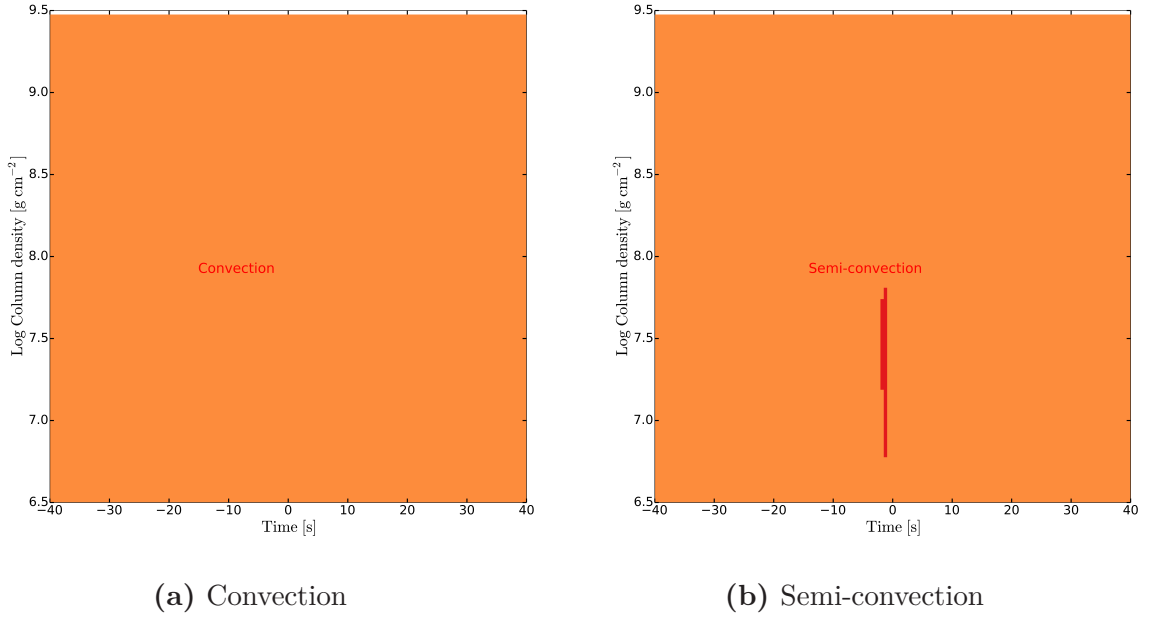 9.5
9.0
8.5
8.0
7.5
7.0
6.5
Log Column density [g cm⁻²]
Convection
−40 −30 −20 −10 0 10 20 30 40
Time [s]
(a) Convection
9.5
9.0
8.5
8.0
7.5
7.0
6.5
Log Column density [g cm⁻²]
Semi-convection
−40 −30 −20 −10 0 10 20 30 40
Time [s]
(b) Semi-convection